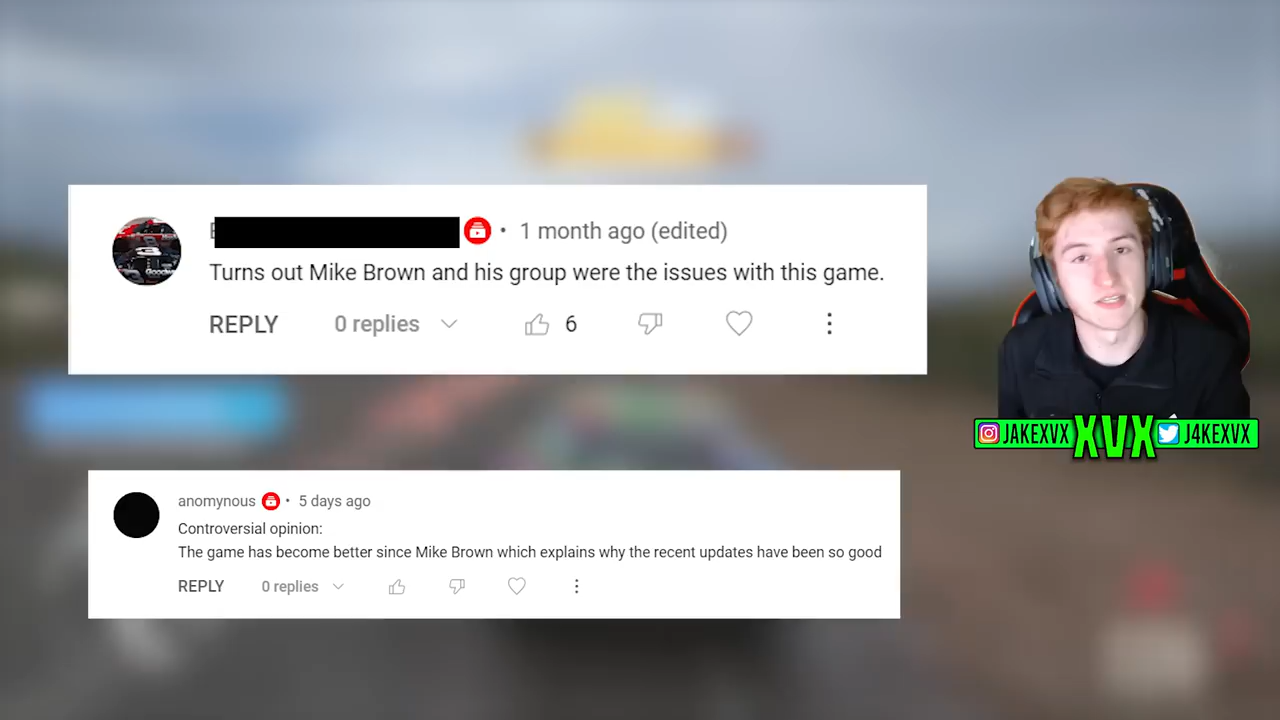 • 1 month ago (edited)
Turns out Mike Brown and his group were the issues with this game.
REPLY 0 replies 6
JAKEXVX XVX J4KEXVX
anomynous • 5 days ago
Controversial opinion:
The game has become better since Mike Brown which explains why the recent updates have been so good
REPLY 0 replies